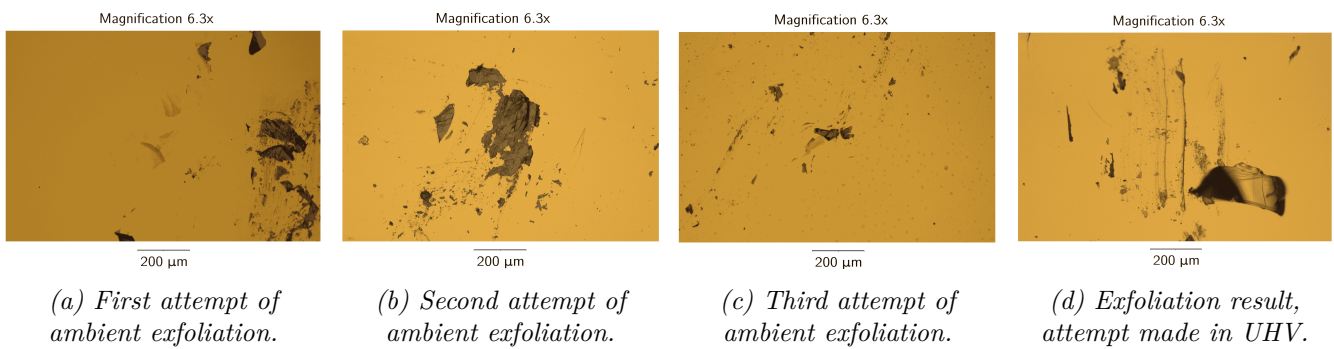 Magnification 6.3x
200 µm
(a) First attempt of
ambient exfoliation.
Magnification 6.3x
200 µm
(b) Second attempt of
ambient exfoliation.
Magnification 6.3x
200 µm
(c) Third attempt of
ambient exfoliation.
Magnification 6.3x
200 µm
(d) Exfoliation result,
attempt made in UHV.